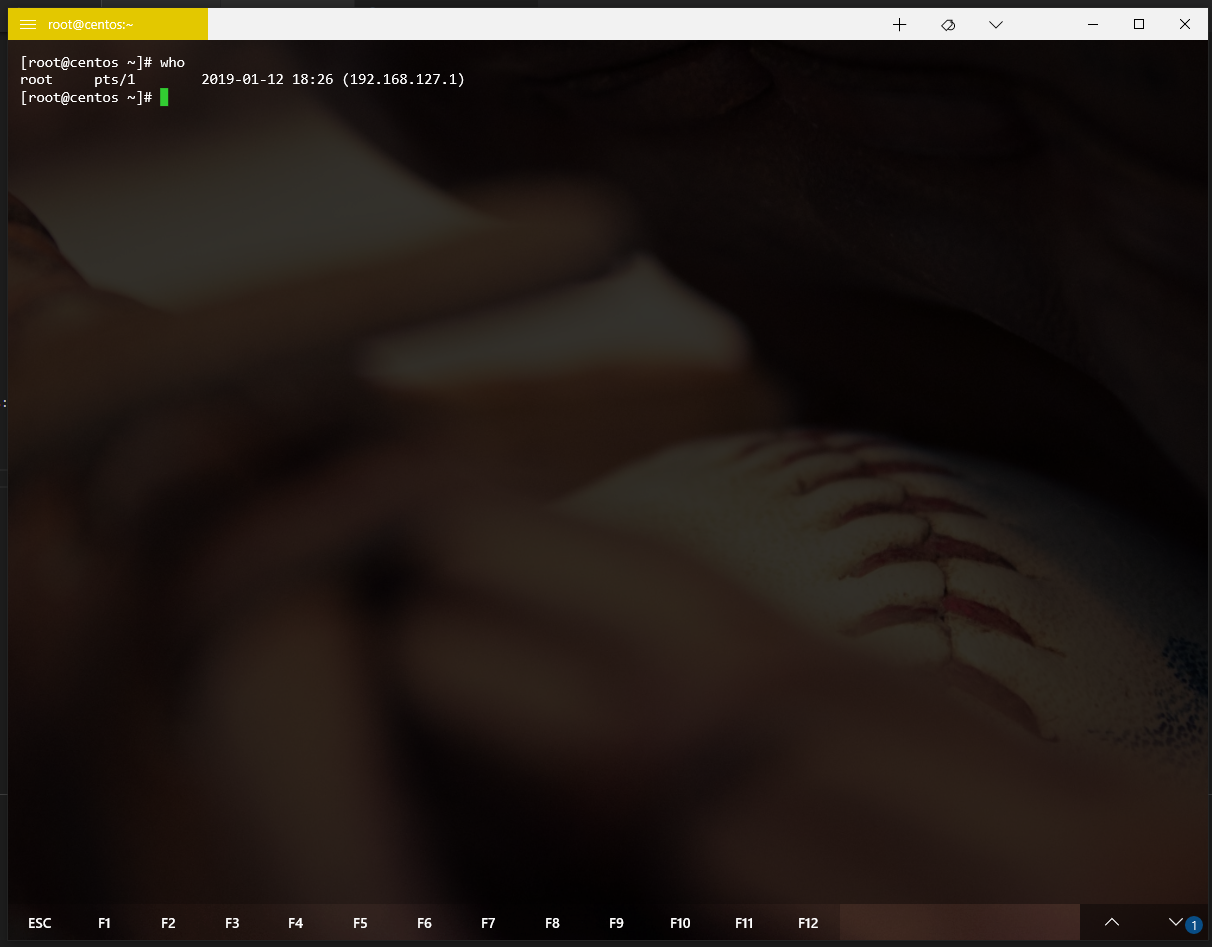 root@centos:~
[root@centos ~]# who
root     pts/1        2019-01-12 18:26 (192.168.127.1)
[root@centos ~]#
:
ESC F1 F2 F3 F4 F5 F6 F7 F8 F9 F10 F11 F12 1